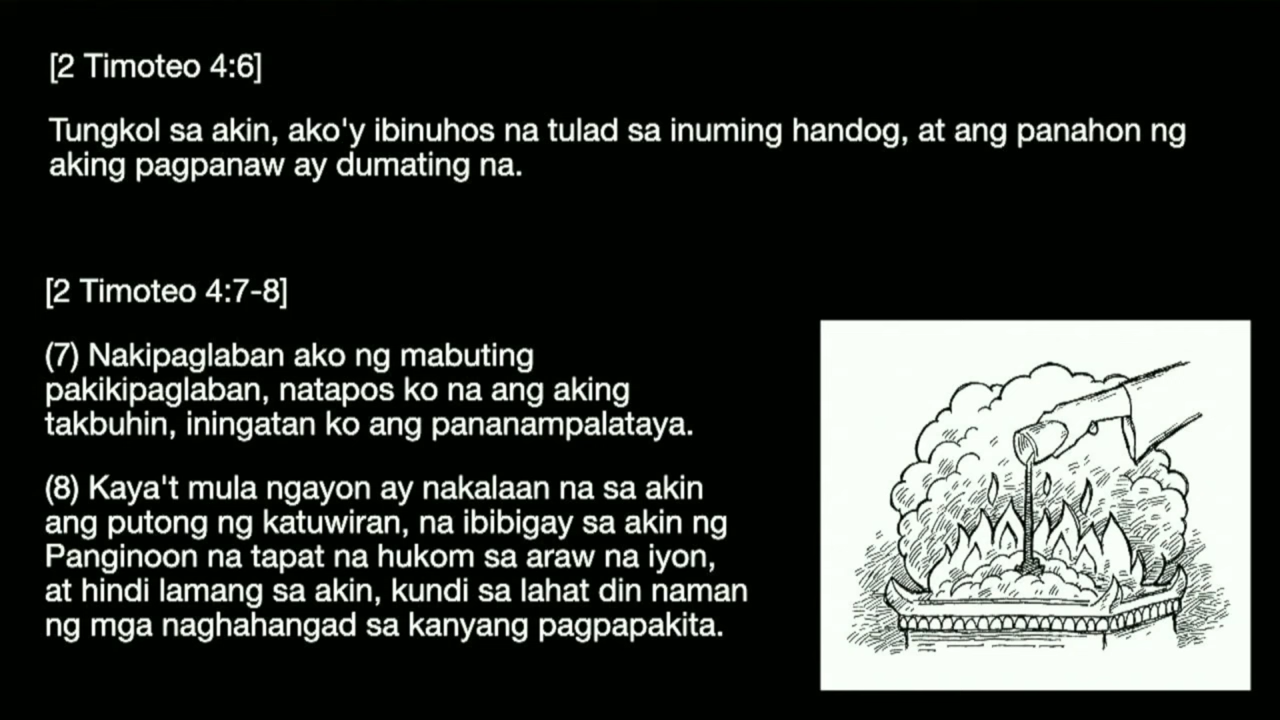 [2 Timoteo 4:6]
Tungkol sa akin, ako'y ibinuhos na tulad sa inuming handog, at ang panahon ng
aking pagpanaw ay dumating na.
[2 Timoteo 4:7-8]
(7) Nakipaglaban ako ng mabuting
pakikipaglaban, natapos ko na ang aking
takbuhin, iningatan ko ang pananampalataya.
(8) Kaya't mula ngayon ay nakalaan na sa akin
ang putong ng katuwiran, na ibibigay sa akin ng
Panginoon na tapat na hukom sa araw na iyon,
at hindi lamang sa akin, kundi sa lahat din naman
ng mga naghahangad sa kanyang pagpapakita.